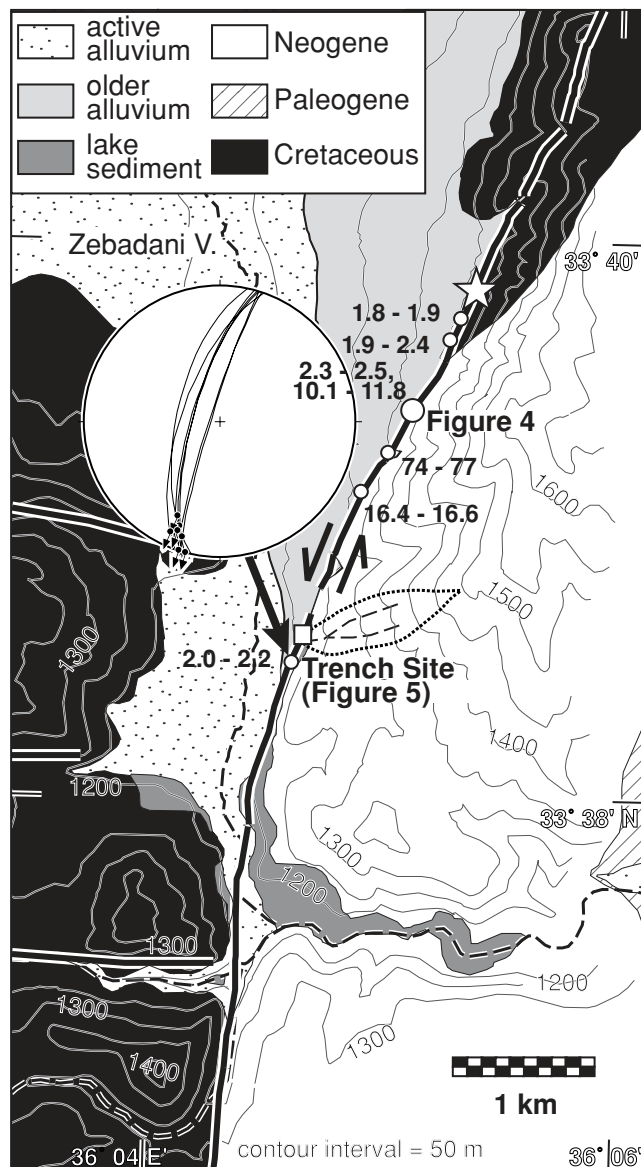 active
alluvium
Neogene
older
alluvium
Paleogene
lake
sediment
Cretaceous
Zebadani V.
33° 40'
1.8 - 1.9
1.9 - 2.4
2.3 - 2.5,
10.1 - 11.8
Figure 4
74 - 77
1600
16.4 - 16.6
1500
1300
2.0 - 2.2
Trench Site
(Figure 5)
1400
1200
33° 38' N
1300
1200
1300
1200
1300
1300
1400
1 km
36° 04' E
contour interval = 50 m
36° 06'